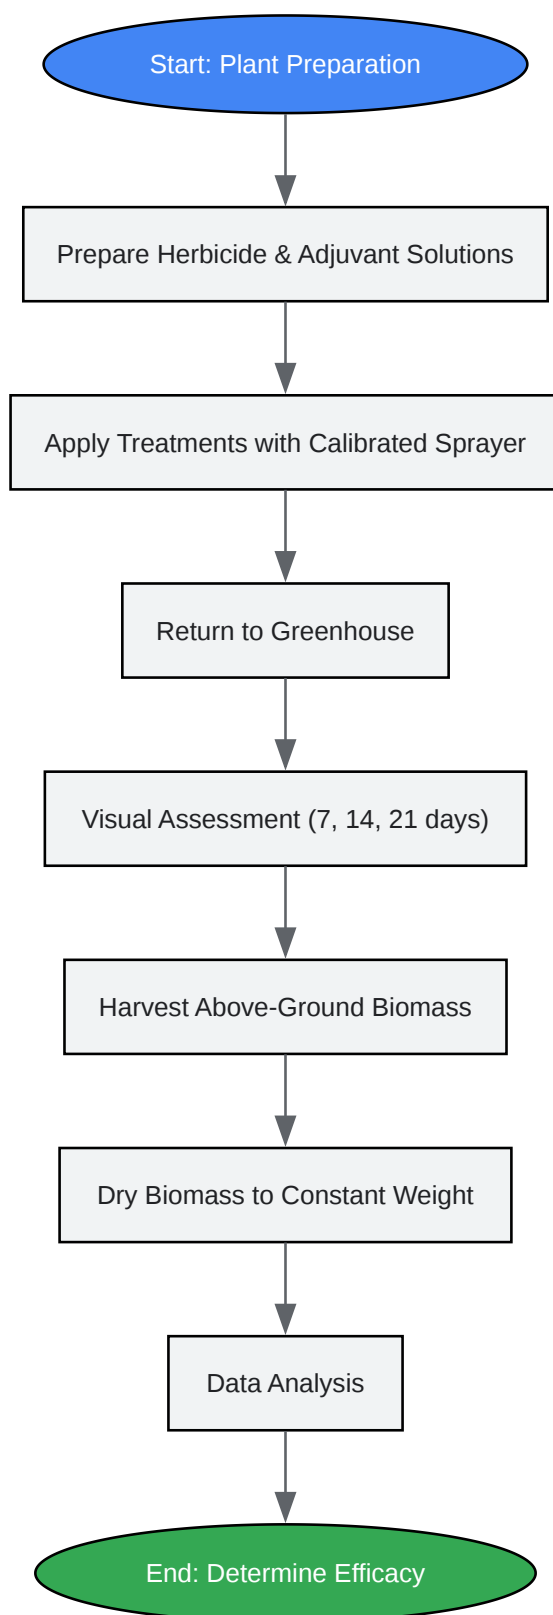 Start: Plant Preparation
Prepare Herbicide & Adjuvant Solutions
Apply Treatments with Calibrated Sprayer
Return to Greenhouse
Visual Assessment (7, 14, 21 days)
Harvest Above-Ground Biomass
Dry Biomass to Constant Weight
Data Analysis
End: Determine Efficacy